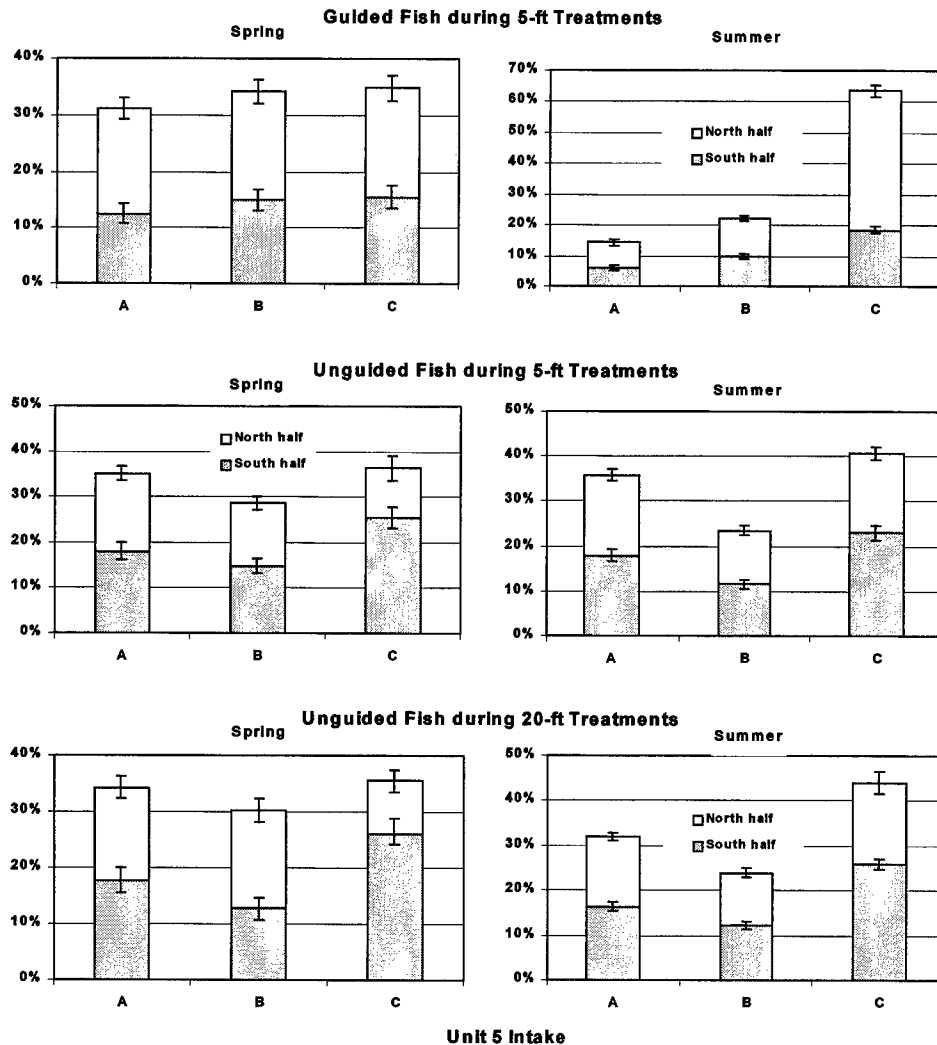 Guided Fish during 5-ft Treatments
Spring
40%
30%
20%
10%
0%
A
B
C
Summer
70%
60%
50%
40%
30%
20%
10%
0%
North half
South half
A
B
C
Unguided Fish during 5-ft Treatments
Spring
50%
40%
30%
20%
10%
0%
North half
South half
A
B
C
Summer
50%
40%
30%
20%
10%
0%
A
B
C
Unguided Fish during 20-ft Treatments
Spring
40%
30%
20%
10%
0%
A
B
C
Summer
50%
40%
30%
20%
10%
0%
North half
South half
A
B
C
Unit 5 Intake